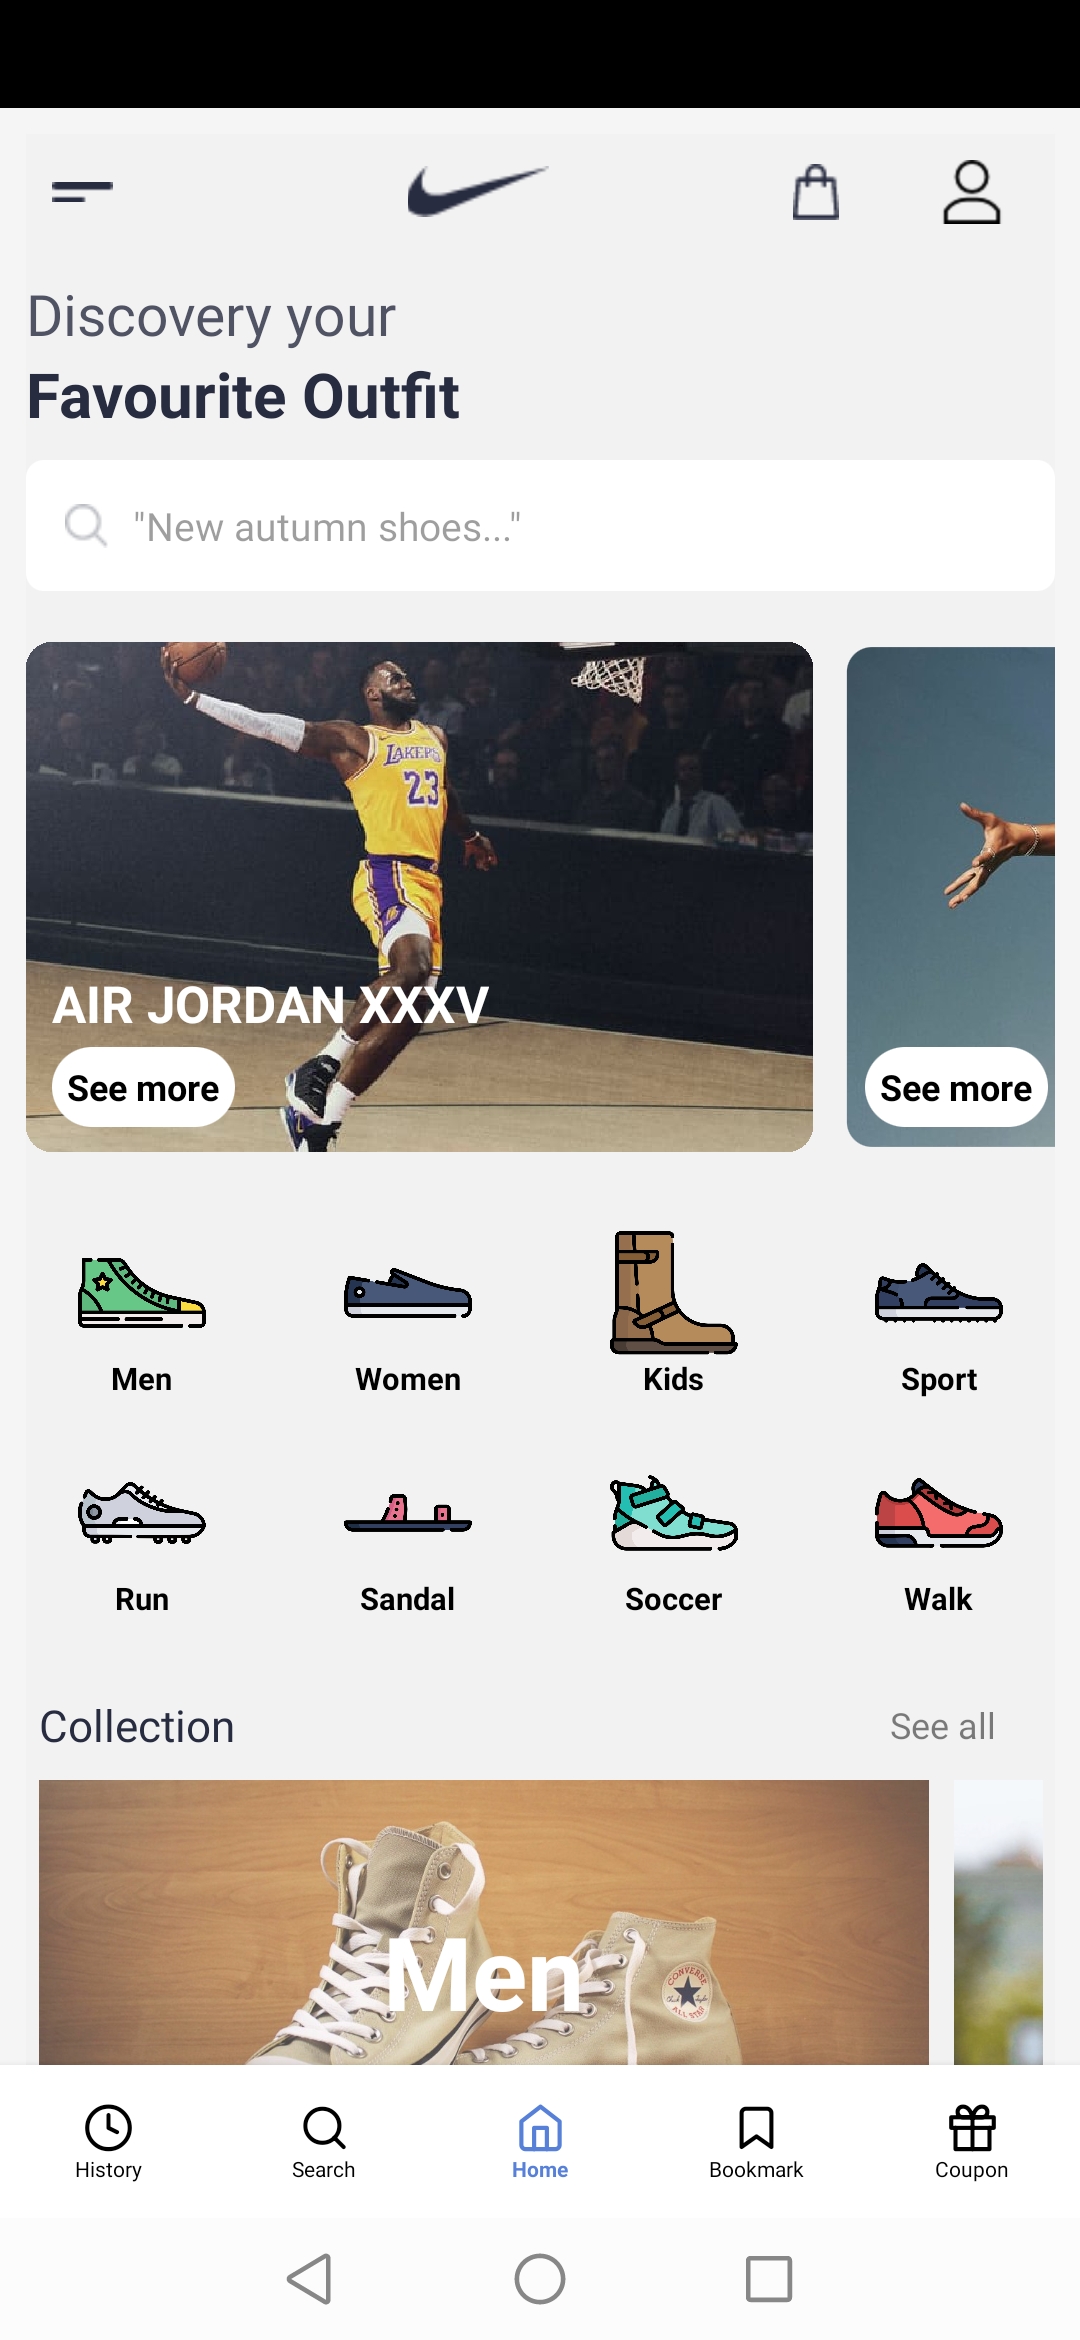 Discovery your
Favourite Outfit
"New autumn shoes..."
LAKERS
23
AIR JORDAN XXXV
See more
See more
Men
Women
Kids
Sport
Run
Sandal
Soccer
Walk
Collection
See all
CONVERSE
ALL STAR
Men
History
Search
Home
Bookmark
Coupon